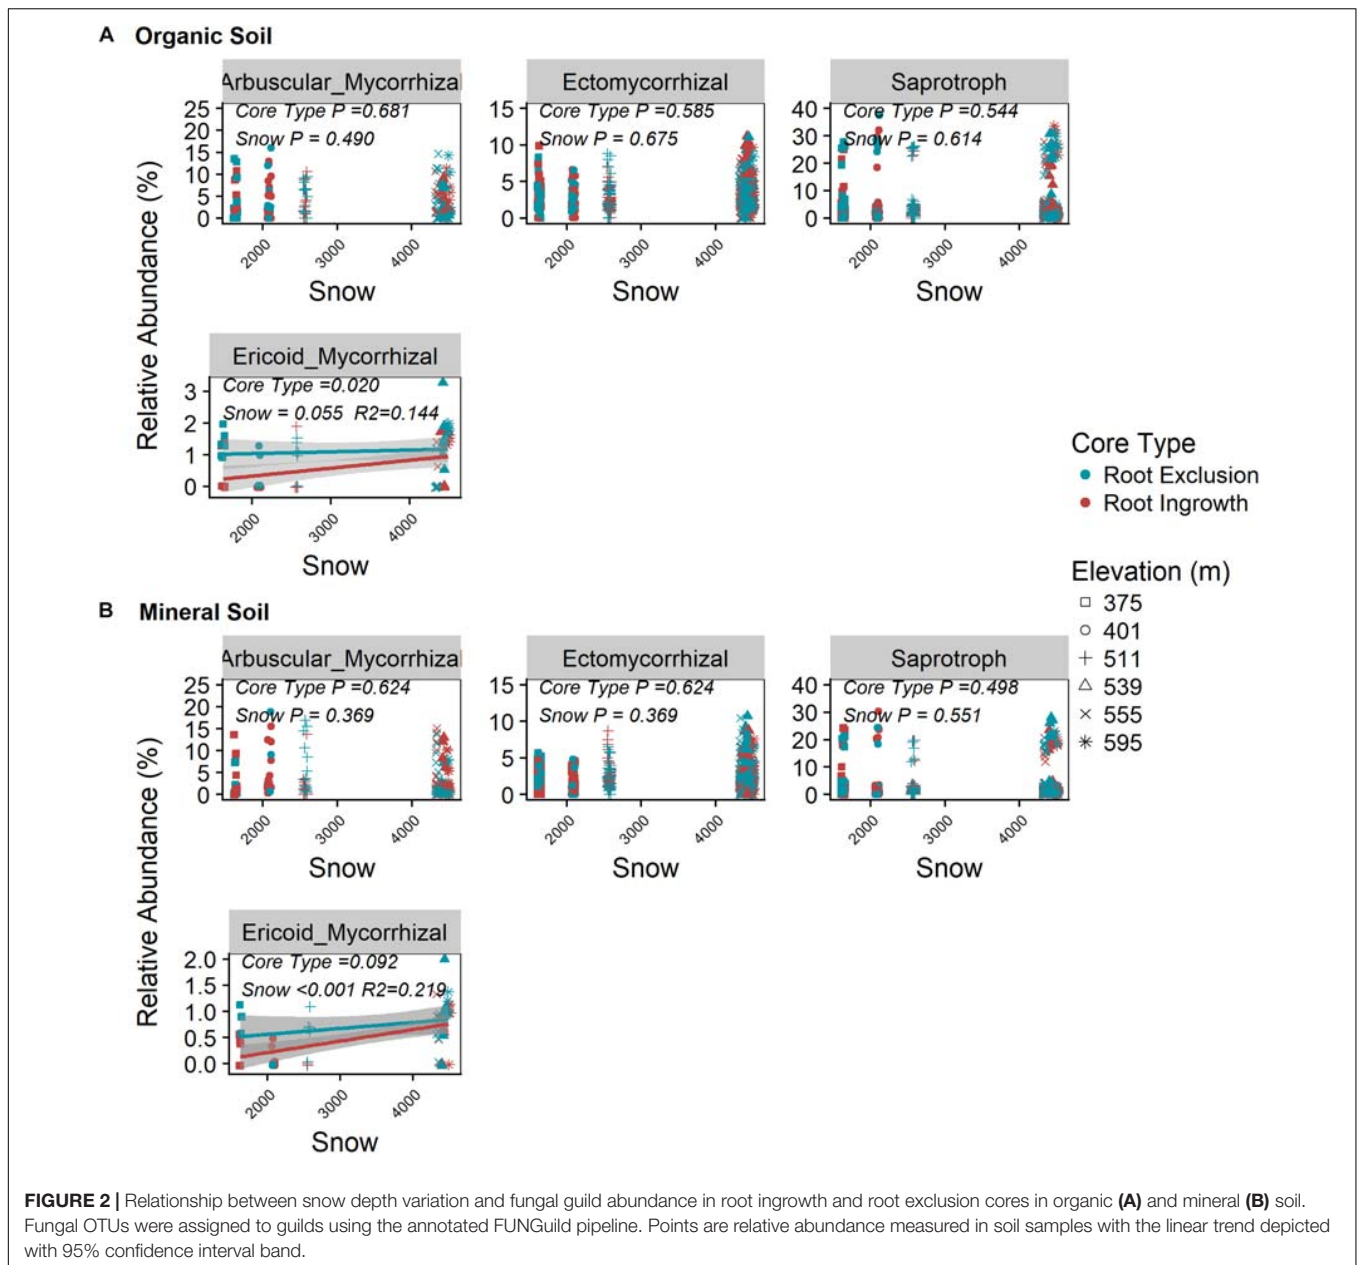 A Organic Soil
Arbuscular_Mycorrhizal
Ectomycorrhizal
Saprotroph
Core Type P =0.681
Snow P = 0.490
Core Type P =0.585
Snow P = 0.675
Core Type P =0.544
Snow P = 0.614
25
20
15
10
5
0
15
10
5
0
40
30
20
10
0
2000 3000 4000
2000 3000 4000
2000 3000 4000
Snow
Snow
Snow
Relative Abundance (%)
Ericoid_Mycorrhizal
Core Type =0.020
Snow = 0.055 R2=0.144
3
2
1
0
2000 3000 4000
Snow
Core Type
Root Exclusion
Root Ingrowth
Elevation (m)
375
401
511
539
555
595
B Mineral Soil
Arbuscular_Mycorrhizal
Ectomycorrhizal
Saprotroph
Core Type P =0.624
Snow P = 0.369
Core Type P =0.624
Snow P = 0.369
Core Type P =0.498
Snow P = 0.551
25
20
15
10
5
0
15
10
5
0
40
30
20
10
0
2000 3000 4000
2000 3000 4000
2000 3000 4000
Snow
Snow
Snow
Relative Abundance (%)
Ericoid_Mycorrhizal
Core Type =0.092
Snow <0.001 R2=0.219
2.0
1.5
1.0
0.5
0.0
2000 3000 4000
Snow
FIGURE 2 | Relationship between snow depth variation and fungal guild abundance in root ingrowth and root exclusion cores in organic (A) and mineral (B) soil.
Fungal OTUs were assigned to guilds using the annotated FUNGuild pipeline. Points are relative abundance measured in soil samples with the linear trend depicted
with 95% confidence interval band.